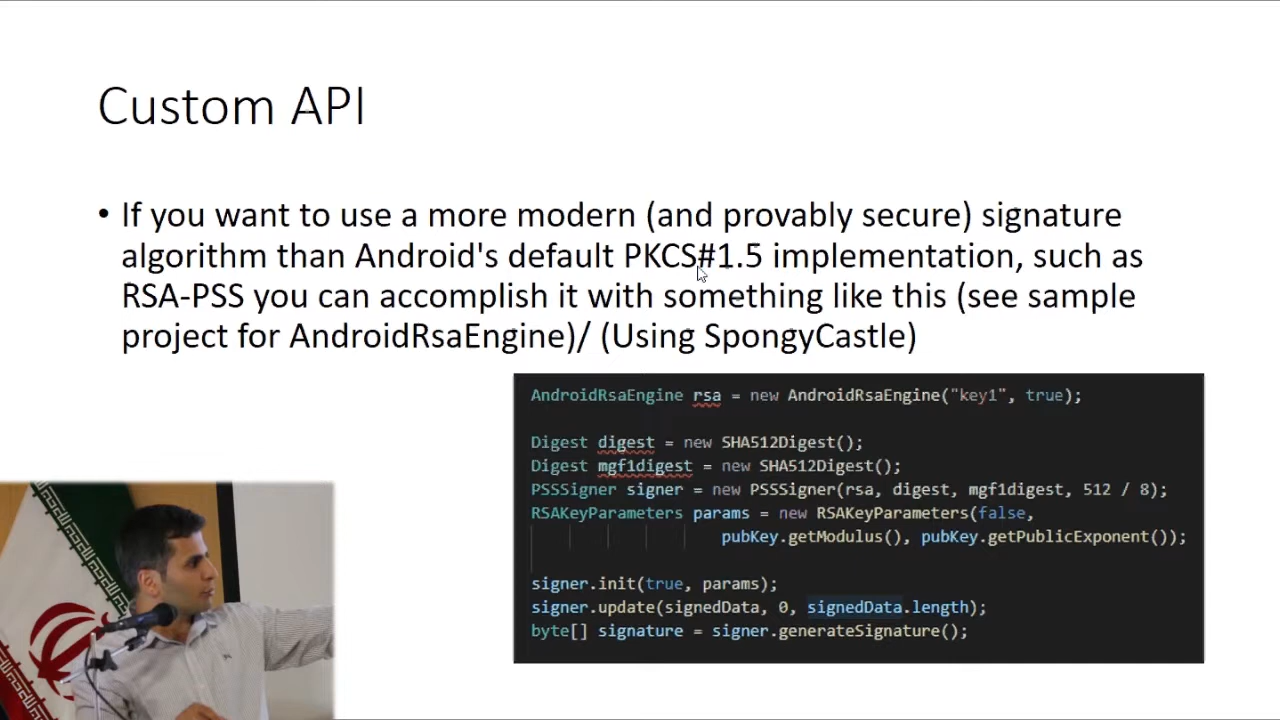 Custom API
• If you want to use a more modern (and provably secure) signature
algorithm than Android's default PKCS#1.5 implementation, such as
RSA-PSS you can accomplish it with something like this (see sample
project for AndroidRsaEngine)/ (Using SpongyCastle)
AndroidRsaEngine rsa = new AndroidRsaEngine("key1", true);
Digest digest = new SHA512Digest();
Digest mgf1digest = new SHA512Digest();
PSSSigner signer = new PSSSigner(rsa, digest, mgf1digest, 512 / 8);
RSAKeyParameters params = new RSAKeyParameters(false,
pubKey.getModulus(), pubKey.getPublicExponent());
signer.init(true, params);
signer.update(signedData, 0, signedData.length);
byte[] signature = signer.generateSignature();